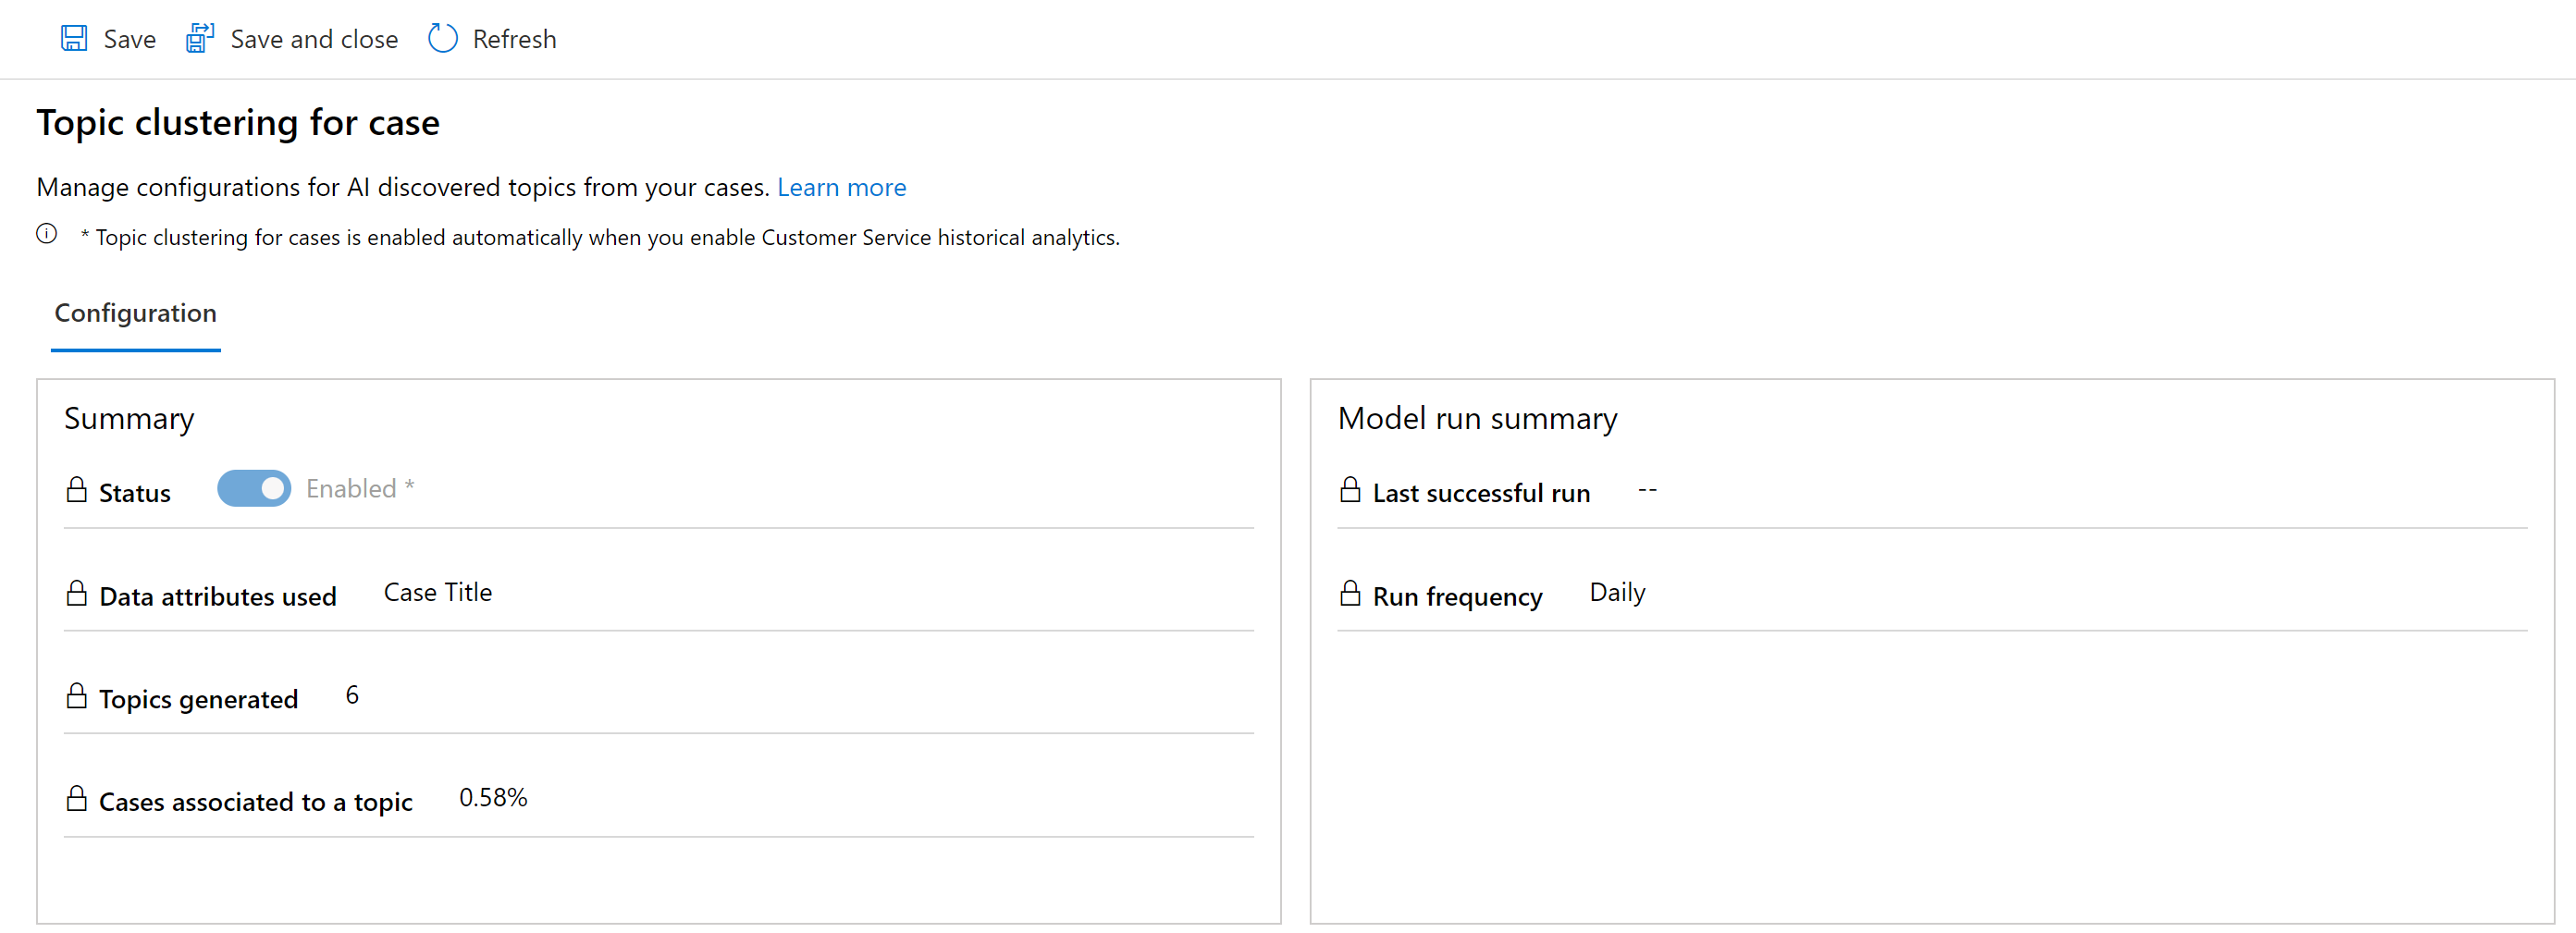 Save Save and close Refresh
Topic clustering for case
Manage configurations for AI discovered topics from your cases. Learn more
* Topic clustering for cases is enabled automatically when you enable Customer Service historical analytics.
Configuration
Summary
Status Enabled *
Data attributes used Case Title
Topics generated 6
Cases associated to a topic 0.58%
Model run summary
Last successful run --
Run frequency Daily